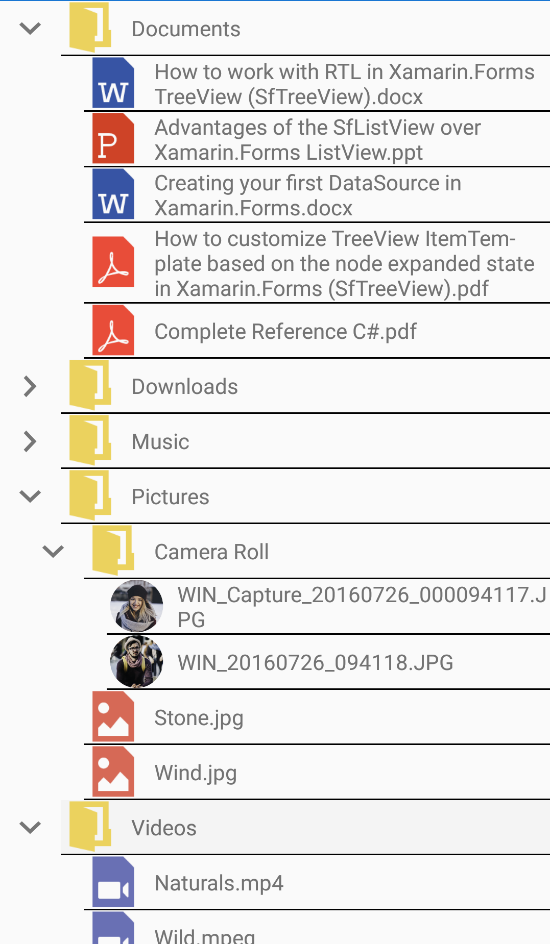 Documents
How to work with RTL in Xamarin.Forms
TreeView (SfTreeView).docx
Advantages of the SfListView over
Xamarin.Forms ListView.ppt
Creating your first DataSource in
Xamarin.Forms.docx
How to customize TreeView ItemTem-
plate based on the node expanded state
in Xamarin.Forms (SfTreeView).pdf
Complete Reference C#.pdf
Downloads
Music
Pictures
Camera Roll
WIN_Capture_20160726_000094117.J
PG
WIN_20160726_094118.JPG
Stone.jpg
Wind.jpg
Videos
Naturals.mp4
Wild.mpeg